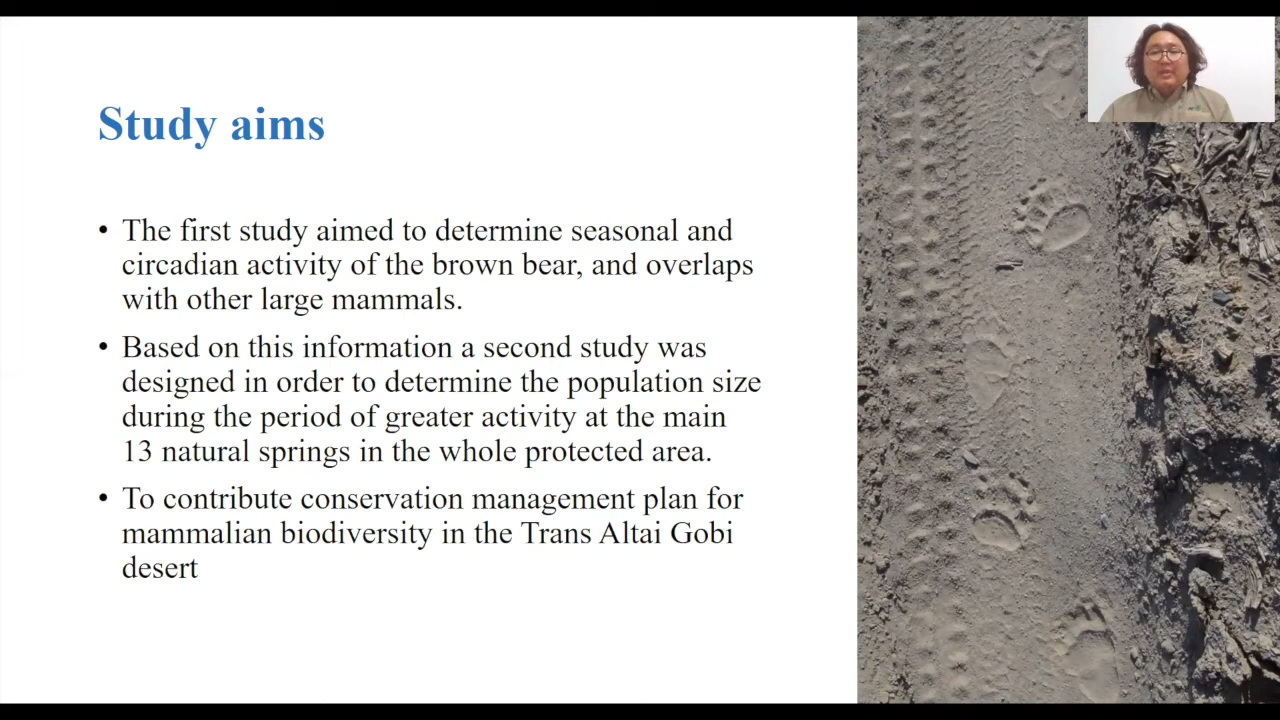 Study aims
• The first study aimed to determine seasonal and
circadian activity of the brown bear, and overlaps
with other large mammals.
• Based on this information a second study was
designed in order to determine the population size
during the period of greater activity at the main
13 natural springs in the whole protected area.
• To contribute conservation management plan for
mammalian biodiversity in the Trans Altai Gobi
desert